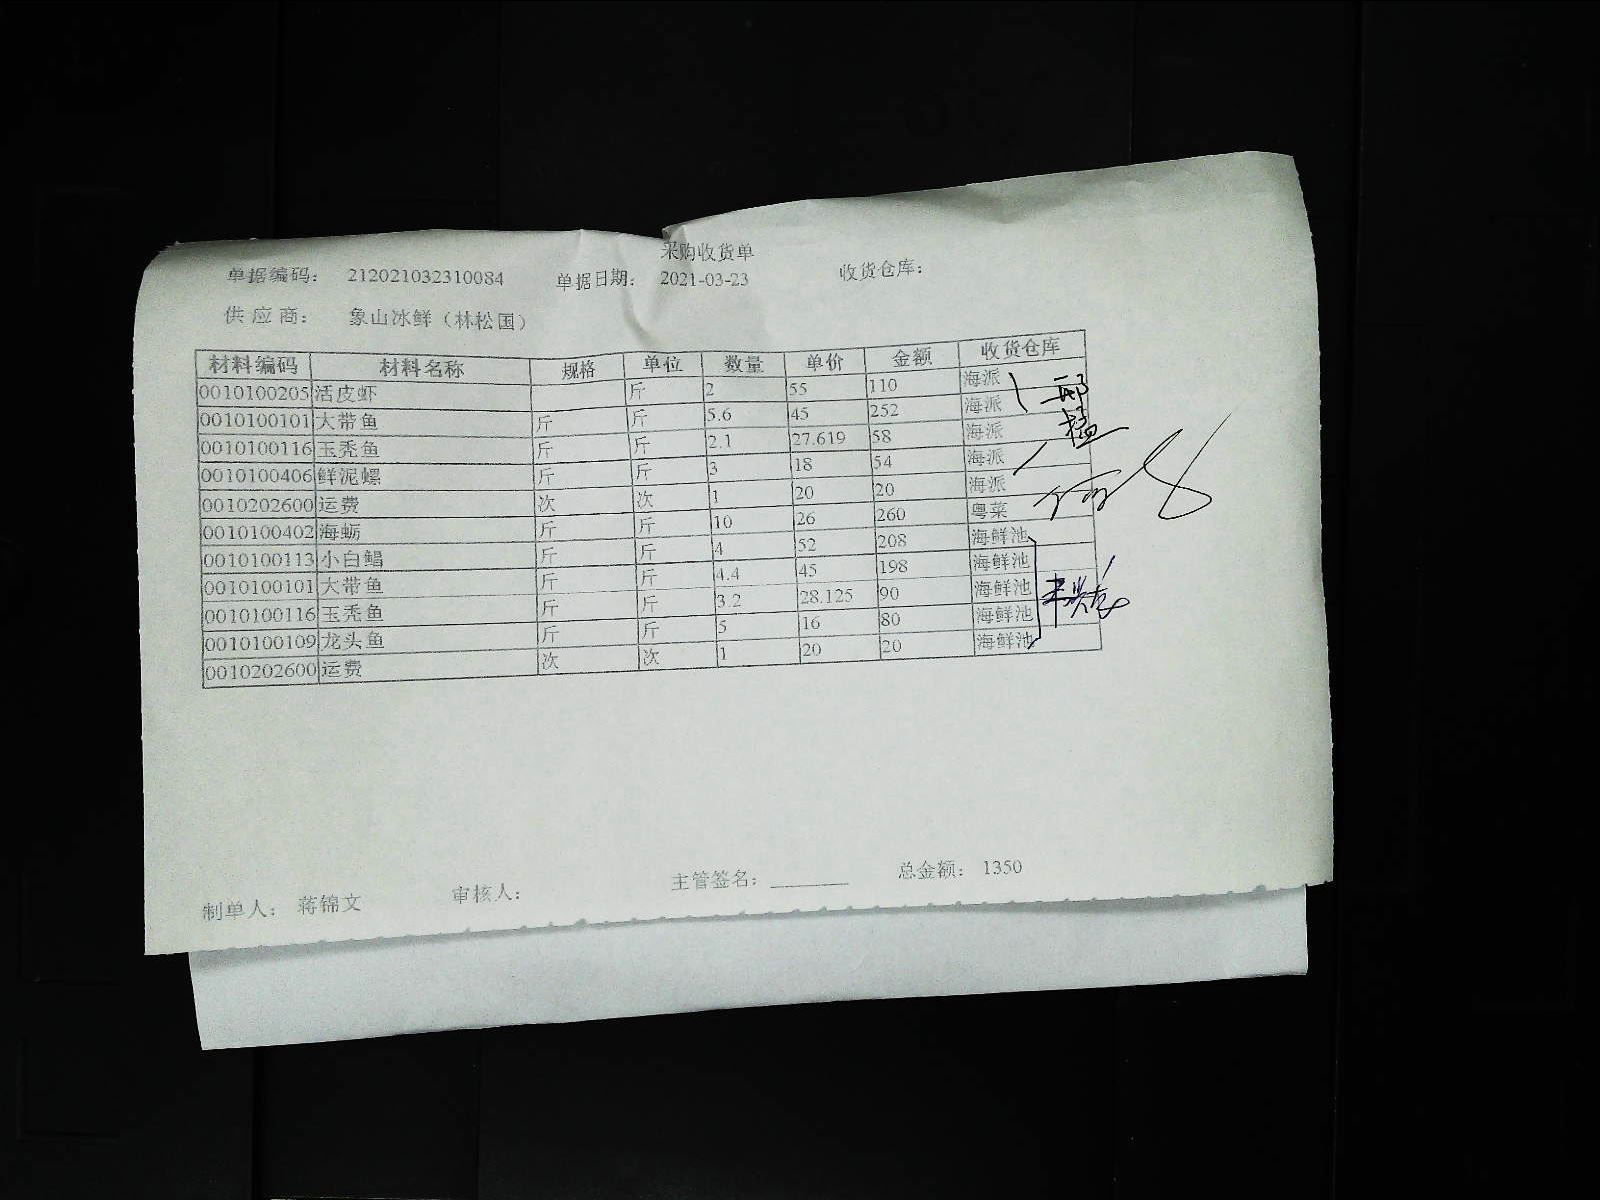 采购收货单
单据编码： 212021032310084 单据日期： 2021-03-23 收货仓库：
供应商： 象山冰鲜（林松国）
材料编码 材料名称 规格 单位 数量 单价 金额 收货仓库
0010100205 活皮虾 斤 2 55 110 海派
0010100101 大带鱼 斤 斤 5.6 45 252 海派
0010100116 玉秃鱼 斤 斤 2.1 27.619 58 海派
0010100406 鲜泥螺 斤 斤 3 18 54 海派
0010202600 运费 次 次 1 20 20 海派
0010100402 海蛎 斤 斤 10 26 260 粤菜
0010100113 小白鲳 斤 斤 4 52 208 海鲜池
0010100101 大带鱼 斤 斤 4.4 45 198 海鲜池
0010100116 玉秃鱼 斤 斤 3.2 28.125 90 海鲜池
0010100109 龙头鱼 斤 斤 5 16 80 海鲜池
0010202600 运费 次 次 1 20 20 海鲜池
制单人： 蒋锦文 审核人： 主管签名： 总金额： 1350